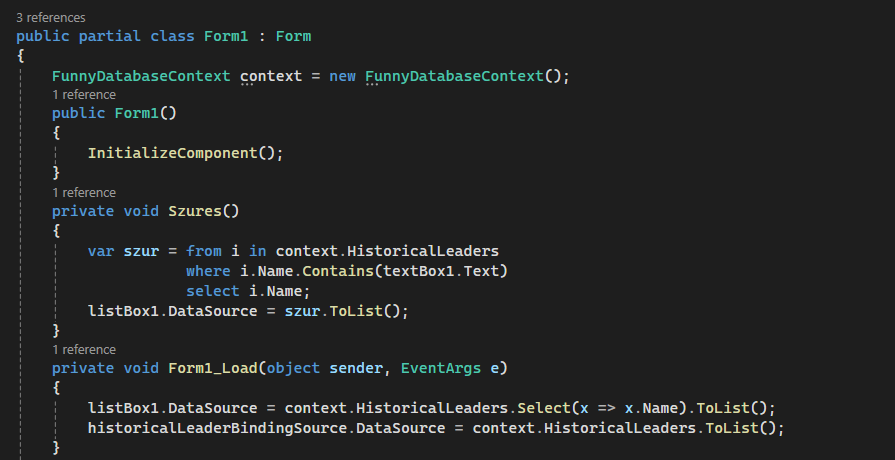 3 references
public partial class Form1 : Form
{
FunnyDatabaseContext context = new FunnyDatabaseContext();
1 reference
public Form1()
{
InitializeComponent();
}
1 reference
private void Szures()
{
var szur = from i in context.HistoricalLeaders
where i.Name.Contains(textBox1.Text)
select i.Name;
listBox1.DataSource = szur.ToList();
}
1 reference
private void Form1_Load(object sender, EventArgs e)
{
listBox1.DataSource = context.HistoricalLeaders.Select(x => x.Name).ToList();
historicalLeaderBindingSource.DataSource = context.HistoricalLeaders.ToList();
}